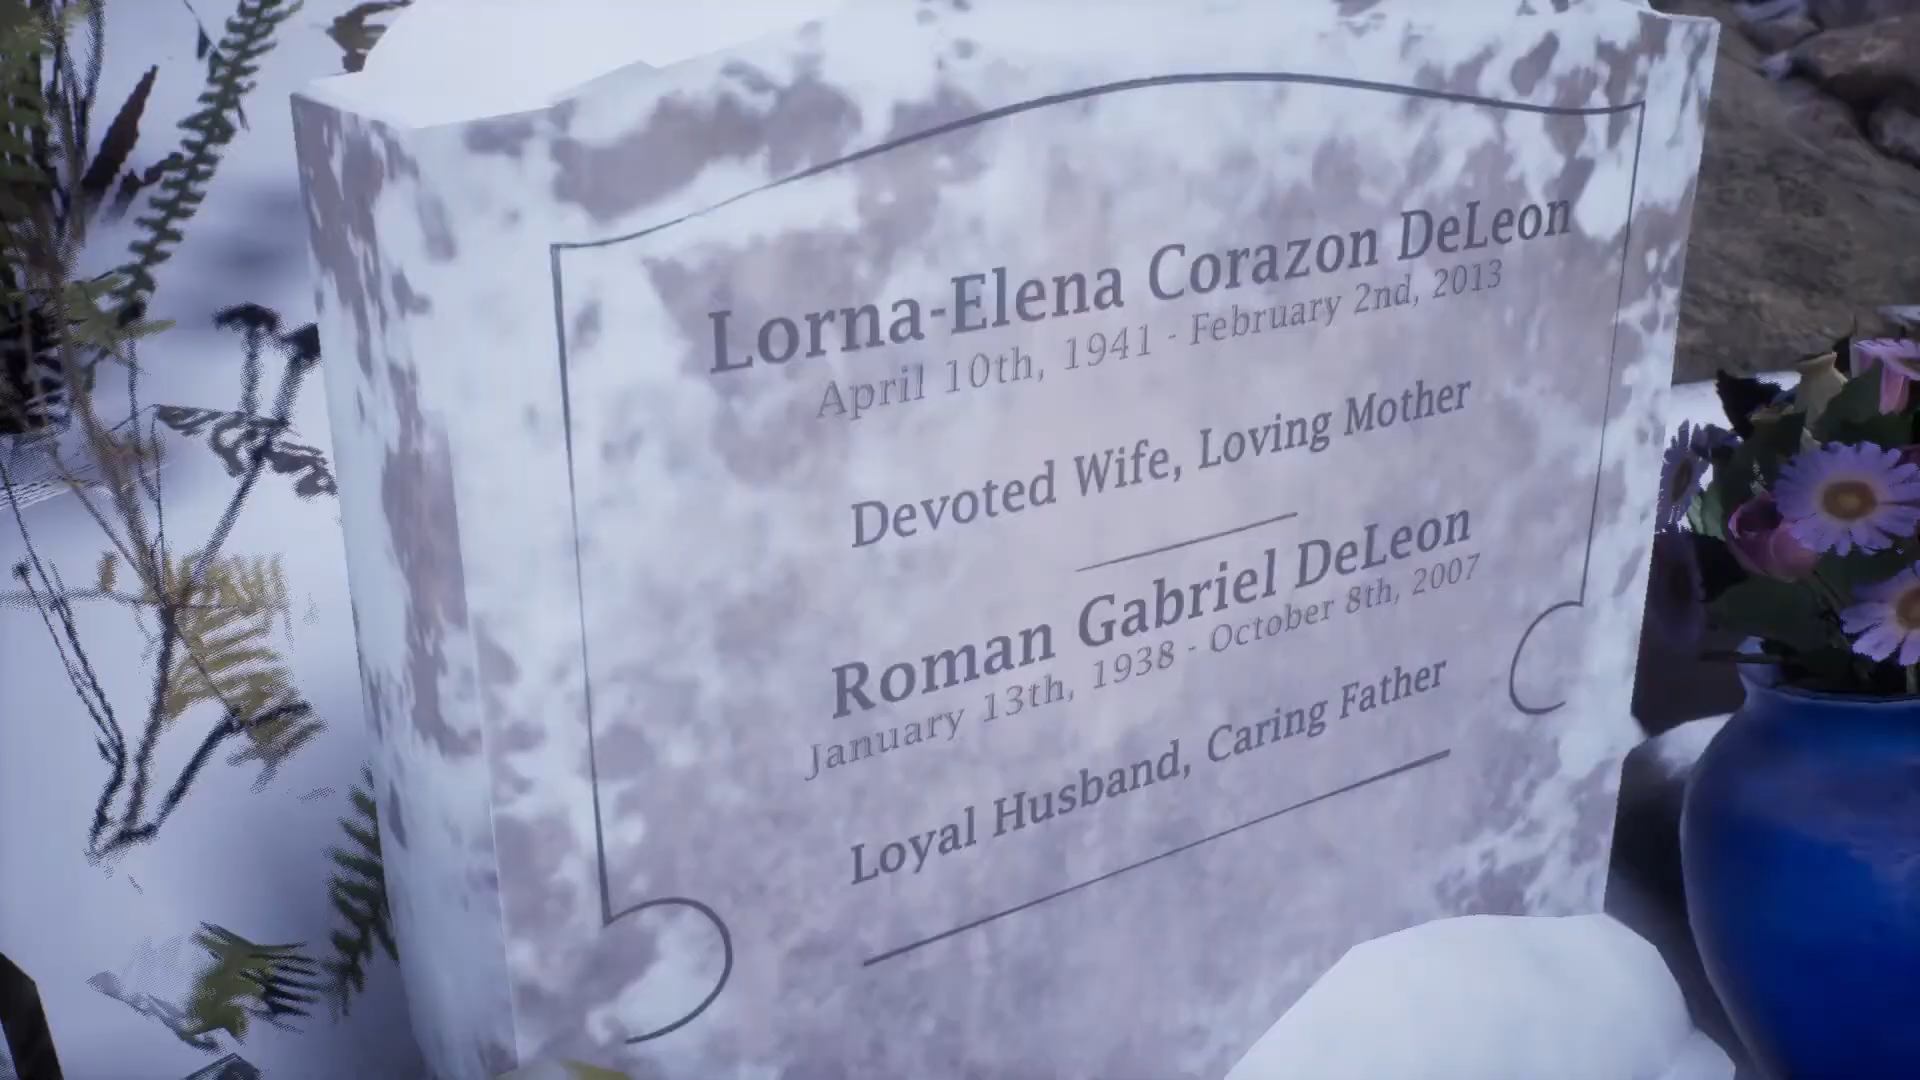 Lorna-Elena Corazon DeLeon
April 10th, 1941 - February 2nd, 2013
Devoted Wife, Loving Mother
Roman Gabriel DeLeon
January 13th, 1938 - October 8th, 2007
Loyal Husband, Caring Father